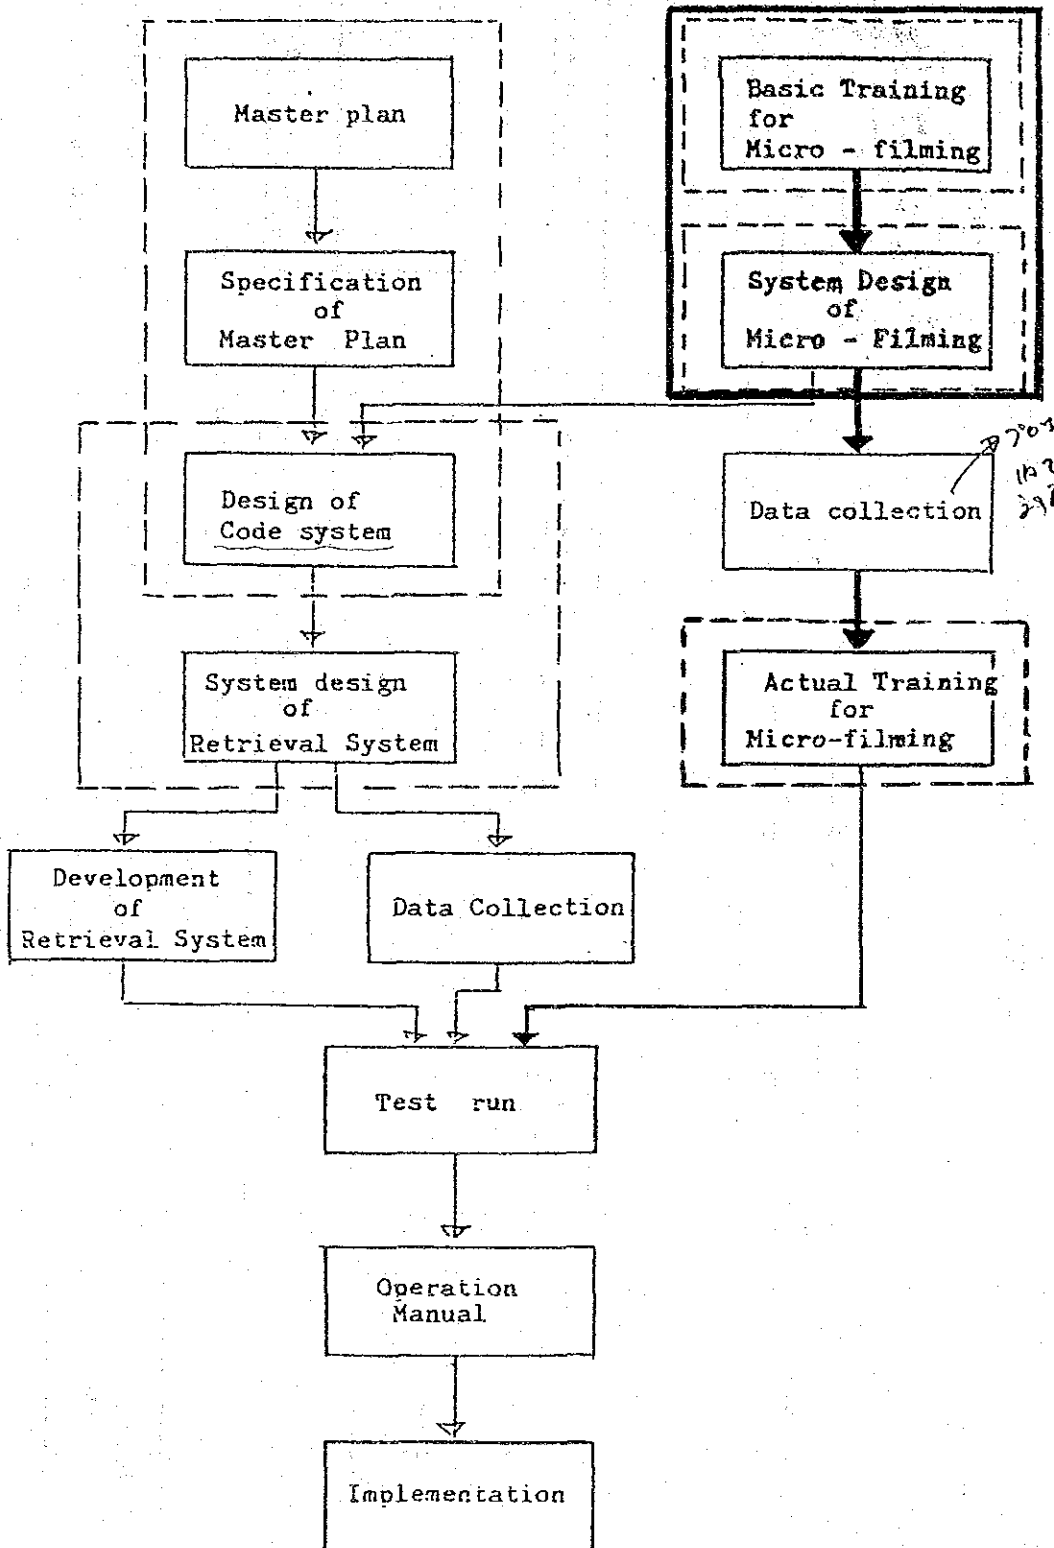 Master plan
Basic Training
for
Micro - filming
Specification
of
Master Plan
System Design
of
Micro - Filming
Design of
Code system
Data collection
System design
of
Retrieval System
Actual Training
for
Micro-filming
Development
of
Retrieval System
Data Collection
Test run
Operation
Manual
Implementation